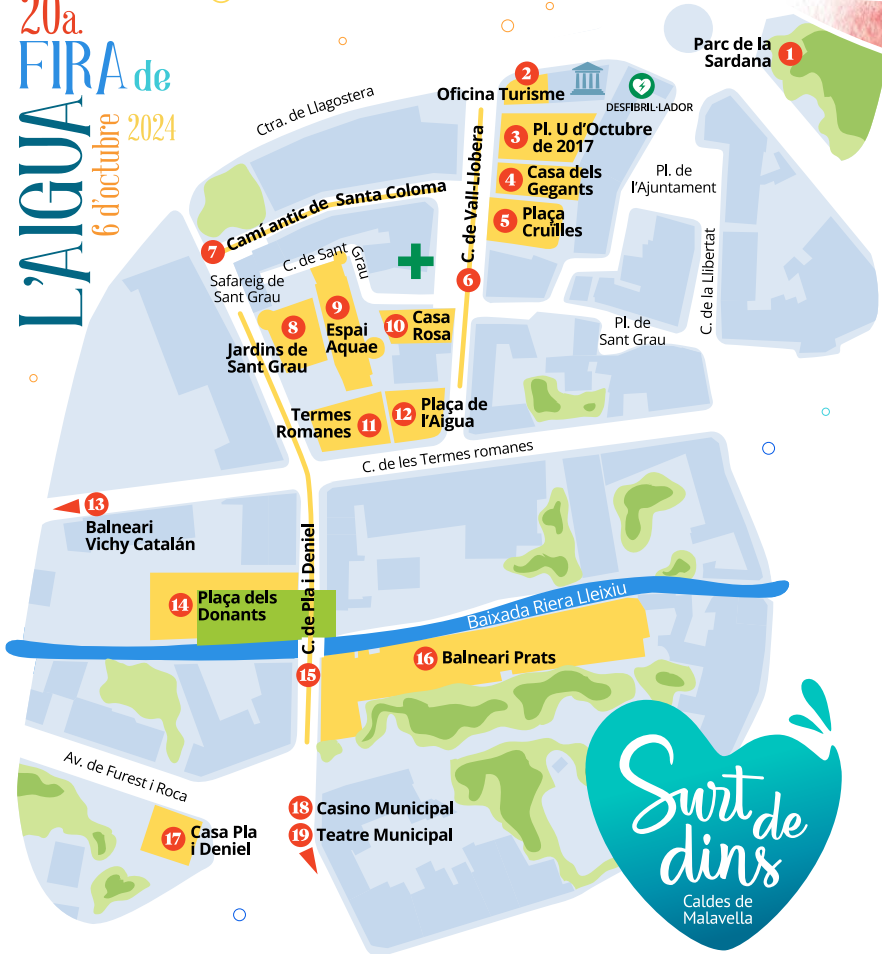 20a.
FIRA de
L'AIGUA
6 d'octubre
2024
Parc de la
Sardana
1
2
Oficina Turisme
DESFIBRIL·LADOR
Ctra. de Llagostera
3
Pl. U d'Octubre
de 2017
4
Casa dels
Gegants
5
Plaça
Cruïlles
Pl. de
l'Ajuntament
C. de Vall-Llobera
6
7
Camí antic de Santa Coloma
C. de Sant Grau
Safareig de
Sant Grau
C. de la Llibertat
8
Jardins de
Sant Grau
9
Espai
Aquae
10
Casa
Rosa
Pl. de
Sant Grau
Termes
Romanes
11
12
Plaça de
l'Aigua
C. de les Termes romanes
13
Balneari
Vichy Catalán
14
Plaça dels
Donants
C. de Pla i Deniel
15
Baixada Riera Lleixiu
16
Balneari Prats
Av. de Furest i Roca
17
Casa Pla
i Deniel
18
Casino Municipal
19
Teatre Municipal
Surt de
dins
Caldes de
Malavella